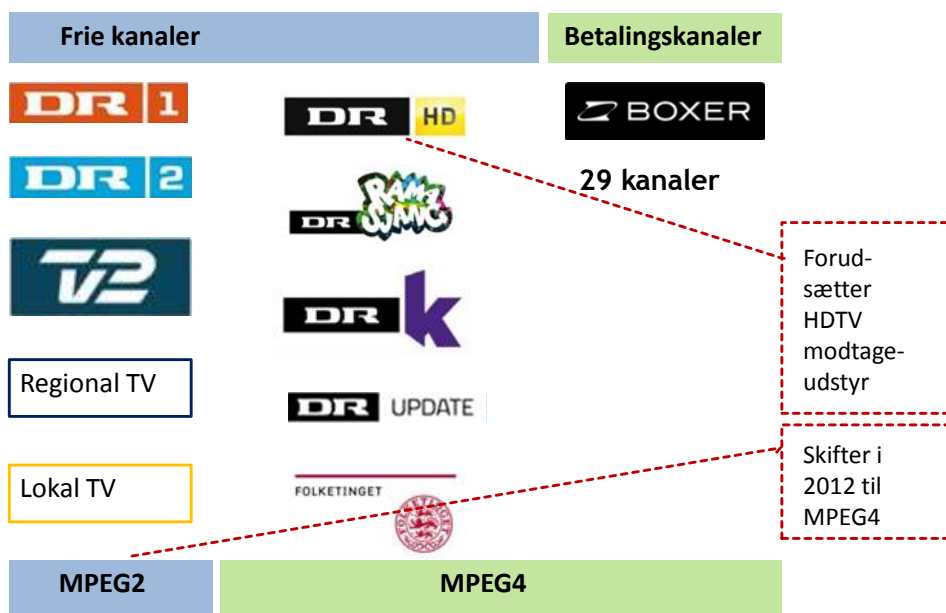 Frie kanaler
Betalingskanaler
DR 1
DR 2
TV2
Regional TV
Lokal TV
DR HD
DR RAMASJANG
DR k
DR UPDATE
FOLKETINGET
FOLKETINGET
BOXER
29 kanaler
Forud-
sætter
HDTV
modtage-
udstyr
Skifter i
2012 til
MPEG4
MPEG2
MPEG4